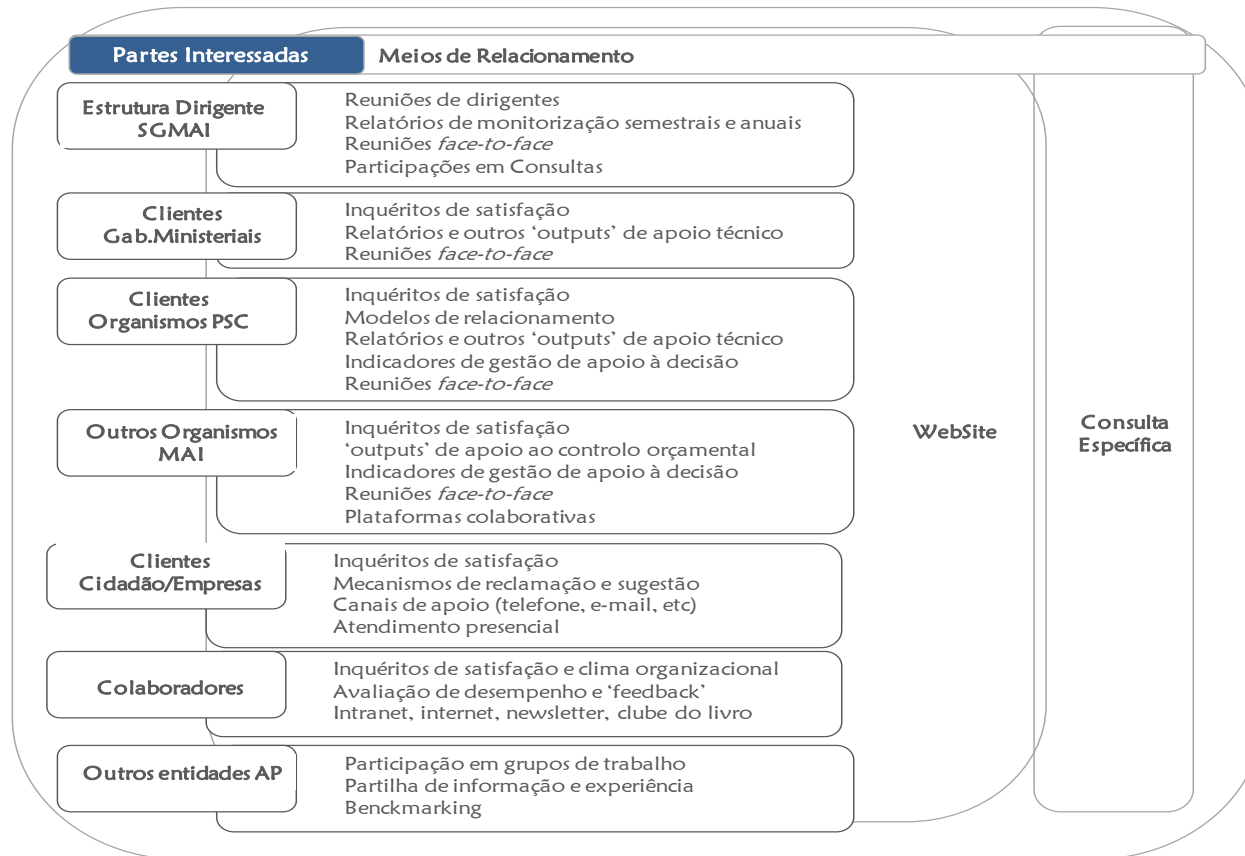 Partes Interessadas
Meios de Relacionamento
Estrutura Dirigente
SGMAI
Reuniões de dirigentes
Relatórios de monitorização semestrais e anuais
Reuniões face-to-face
Participações em Consultas
Clientes
Gab.Ministeriais
Inquéritos de satisfação
Relatórios e outros ‘outputs’ de apoio técnico
Reuniões face-to-face
Clientes
Organismos PSC
Inquéritos de satisfação
Modelos de relacionamento
Relatórios e outros ‘outputs’ de apoio técnico
Indicadores de gestão de apoio à decisão
Reuniões face-to-face
Outros Organismos
MAI
Inquéritos de satisfação
‘outputs’ de apoio ao controlo orçamental
Indicadores de gestão de apoio à decisão
Reuniões face-to-face
Plataformas colaborativas
Clientes
Cidadão/Empresas
Inquéritos de satisfação
Mecanismos de reclamação e sugestão
Canais de apoio (telefone, e-mail, etc)
Atendimento presencial
Colaboradores
Inquéritos de satisfação e clima organizacional
Avaliação de desempenho e ‘feedback’
Intranet, internet, newsletter, clube do livro
Outros entidades AP
Participação em grupos de trabalho
Partilha de informação e experiência
Benckmarking
WebSite
Consulta
Específica